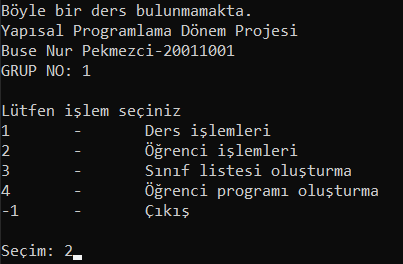 Böyle bir ders bulunmamakta.
Yapısal Programlama Dönem Projesi
Buse Nur Pekmezci-20011001
GRUP NO: 1
Lütfen işlem seçiniz
1 - Ders işlemleri
2 - Öğrenci işlemleri
3 - Sınıf listesi oluşturma
4 - Öğrenci programı oluşturma
-1 - Çıkış
Seçim: 2